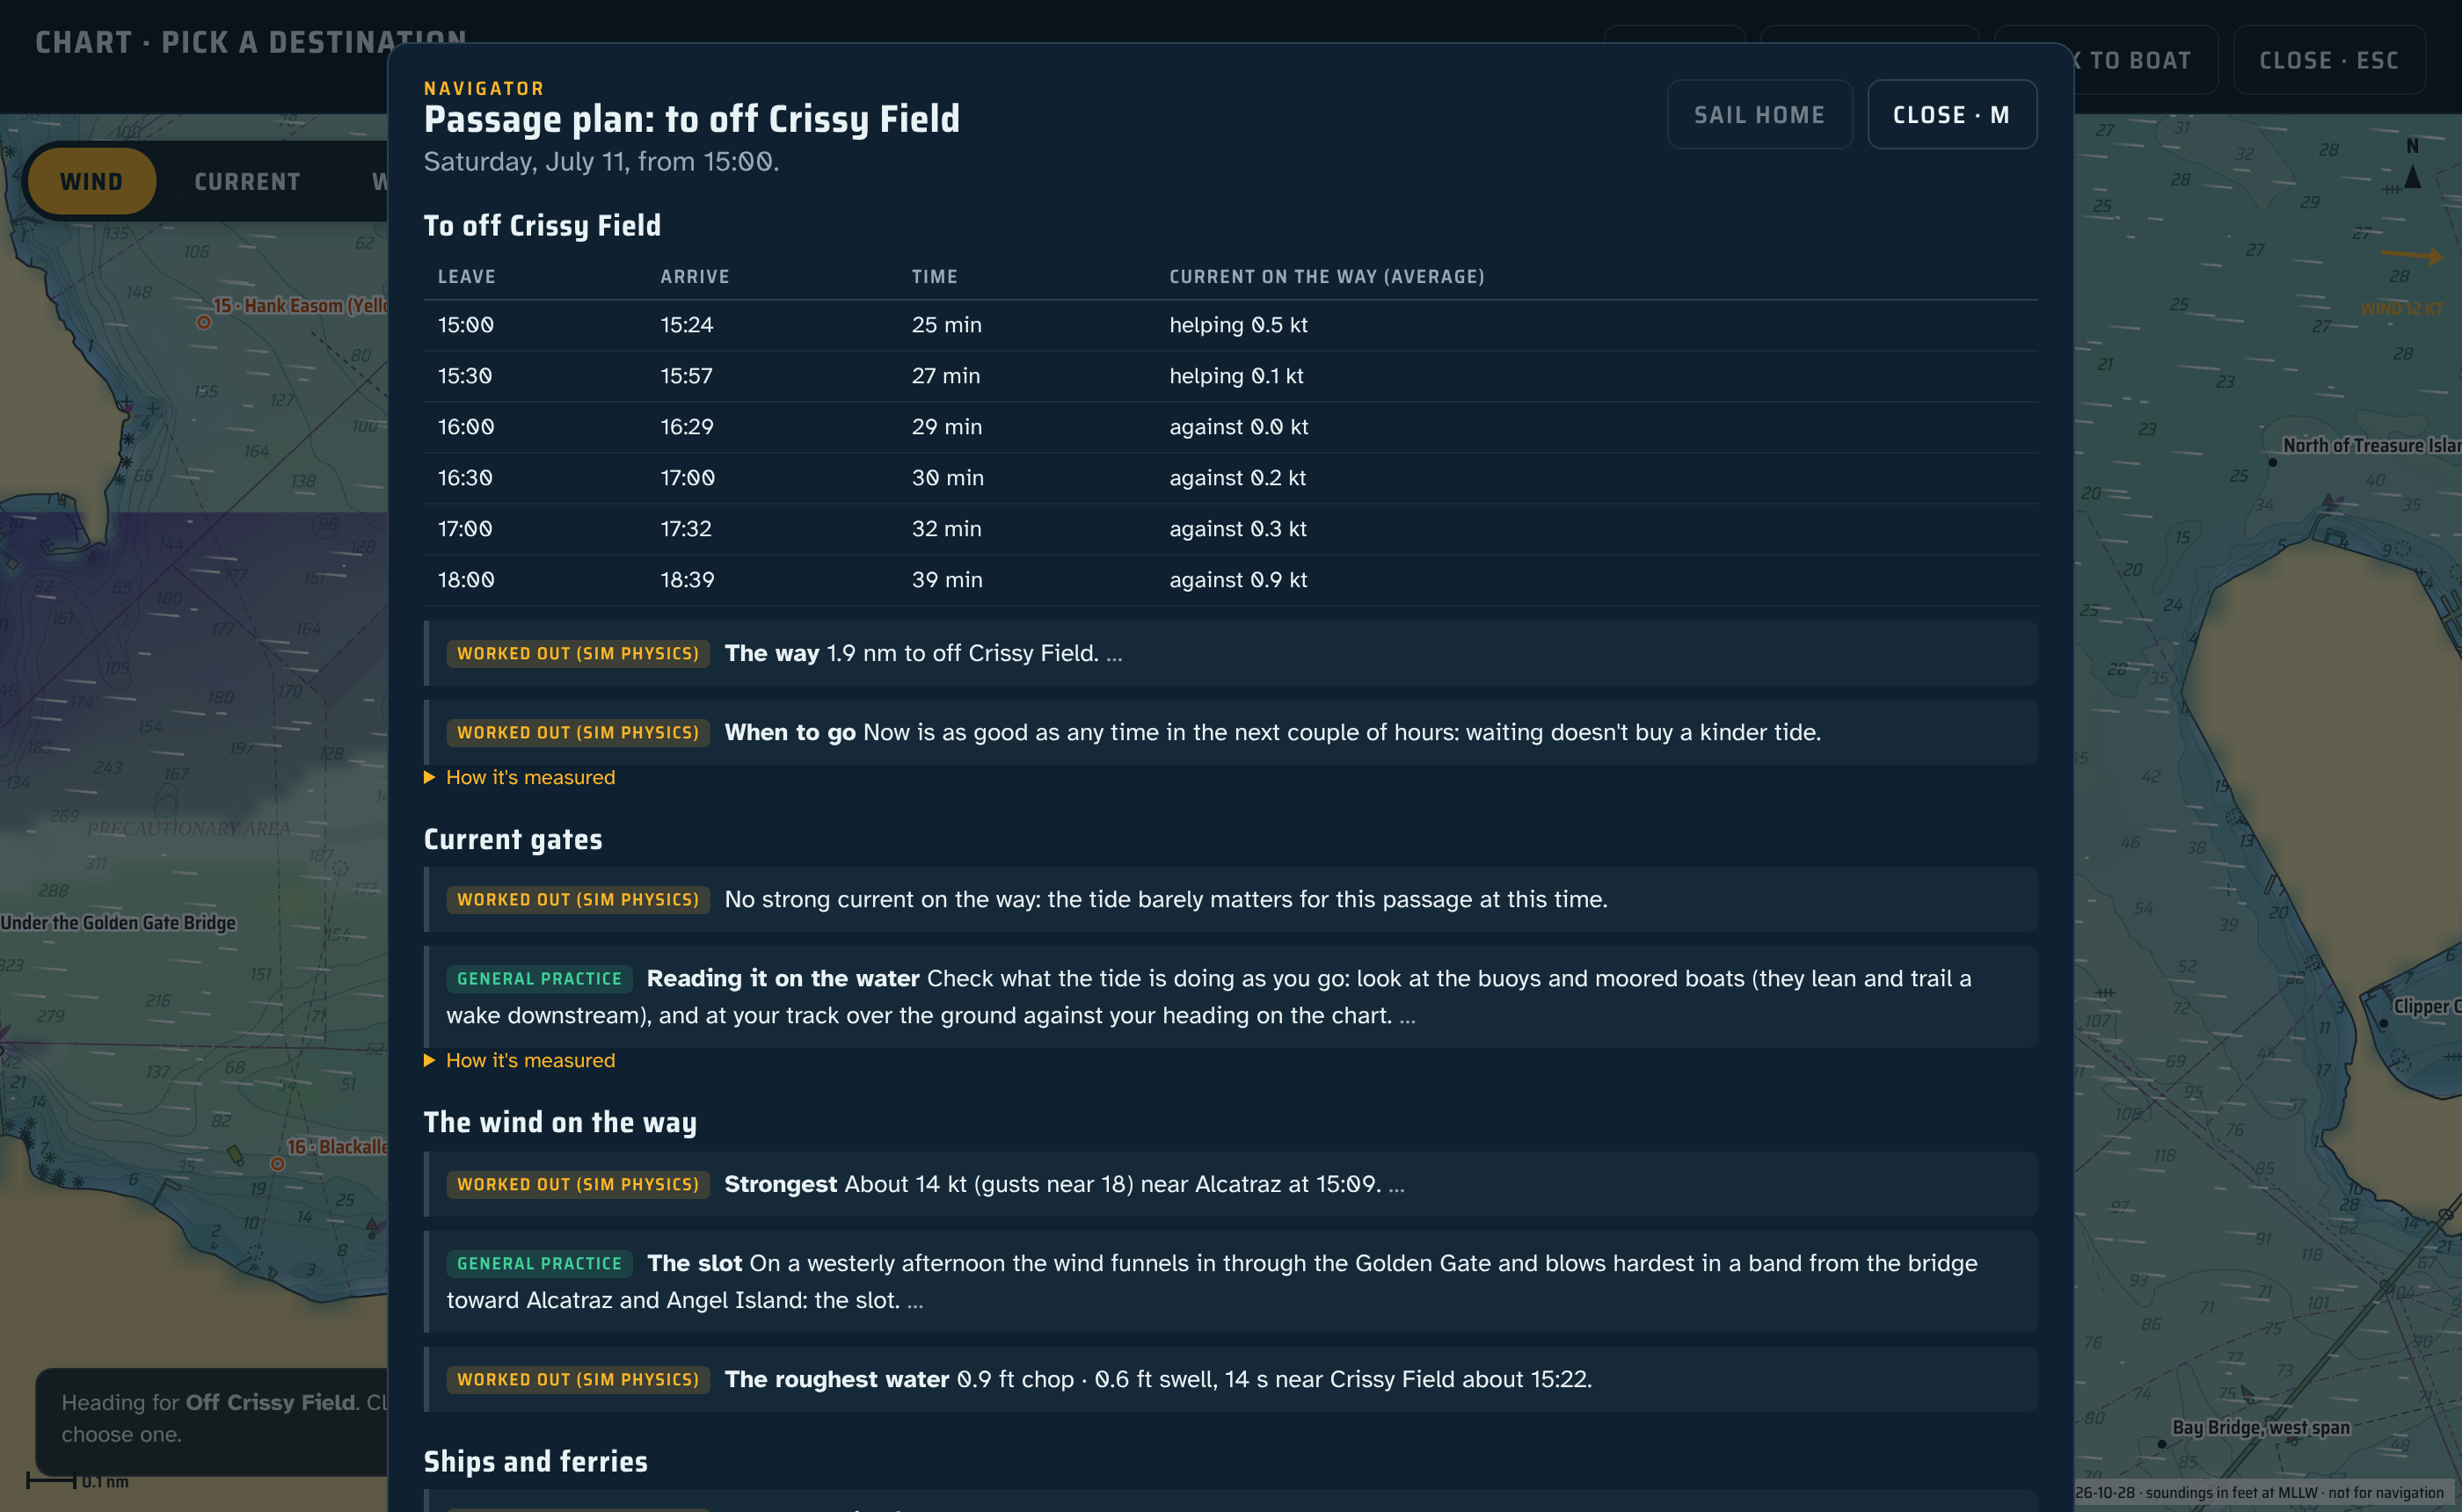 CHART · PICK A DESTINATION
K TO BOAT
CLOSE · ESC
NAVIGATOR
Passage plan: to off Crissy Field
SAIL HOME
CLOSE · M
Saturday, July 11, from 15:00.
WIND
CURRENT
To off Crissy Field
LEAVE ARRIVE TIME CURRENT ON THE WAY (AVERAGE)
15:00 15:24 25 min helping 0.5 kt
15:30 15:57 27 min helping 0.1 kt
16:00 16:29 29 min against 0.0 kt
16:30 17:00 30 min against 0.2 kt
17:00 17:32 32 min against 0.3 kt
18:00 18:39 39 min against 0.9 kt
WORKED OUT (SIM PHYSICS) The way 1.9 nm to off Crissy Field. ...
WORKED OUT (SIM PHYSICS) When to go Now is as good as any time in the next couple of hours: waiting doesn't buy a kinder tide.
▶ How it's measured
Current gates
WORKED OUT (SIM PHYSICS) No strong current on the way: the tide barely matters for this passage at this time.
GENERAL PRACTICE Reading it on the water Check what the tide is doing as you go: look at the buoys and moored boats (they lean and trail a
wake downstream), and at your track over the ground against your heading on the chart. ...
▶ How it's measured
The wind on the way
WORKED OUT (SIM PHYSICS) Strongest About 14 kt (gusts near 18) near Alcatraz at 15:09. ...
GENERAL PRACTICE The slot On a westerly afternoon the wind funnels in through the Golden Gate and blows hardest in a band from the bridge
toward Alcatraz and Angel Island: the slot. ...
WORKED OUT (SIM PHYSICS) The roughest water 0.9 ft chop · 0.6 ft swell, 14 s near Crissy Field about 15:22.
Ships and ferries
15 · Hank Easom (Yello
PRECAUTIONARY AREA
Under the Golden Gate Bridge
16 · Blackalle
Heading for Off Crissy Field. Cl
choose one.
0.1 nm
N
WIND 12 KT
North of Treasure Islan
Clipper C
Bay Bridge, west span
26-10-28 · soundings in feet at MLLW · not for navigation